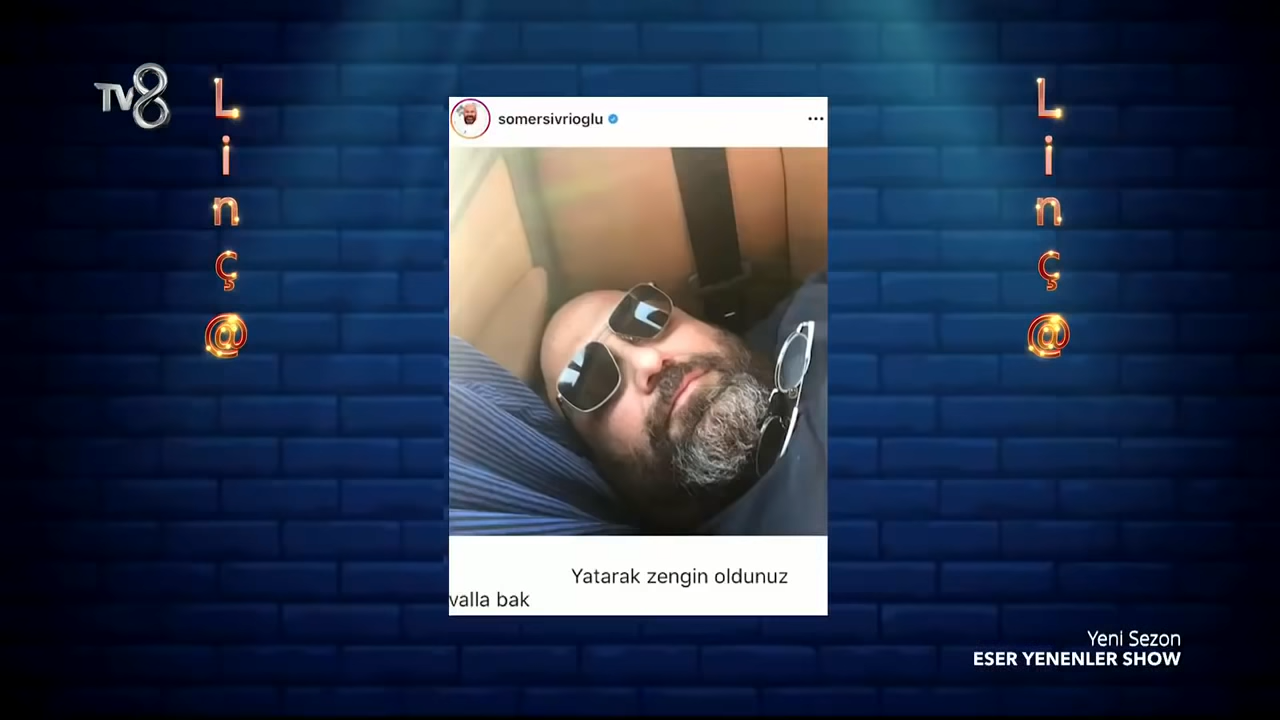 TV8
Linç@
Linç@
somersivrioglu
Yatarak zengin oldunuz
valla bak
Yeni Sezon
ESER YENENLER SHOW